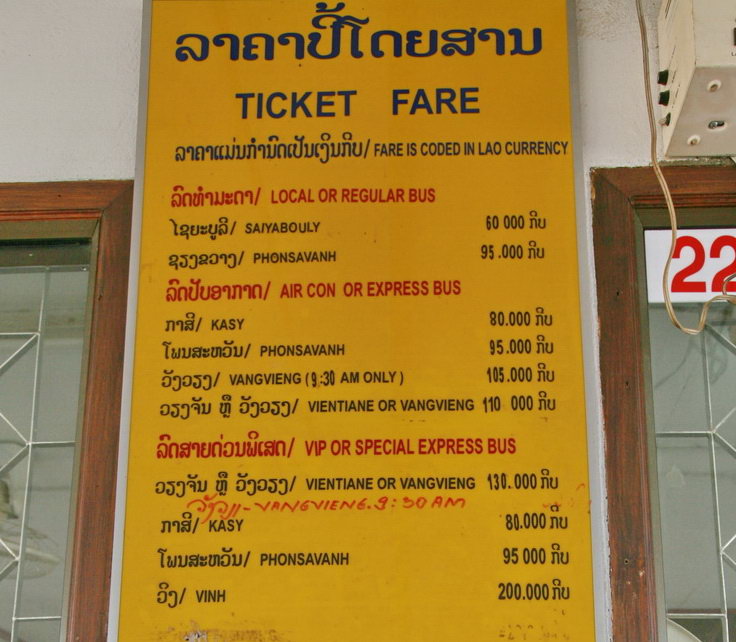 ລາຄາປີ້ໂດຍສານ
TICKET FARE
ລາຄາແມ່ນກຳນົດເປັນເງິນກີບ/ FARE IS CODED IN LAO CURRENCY
ລົດທຳມະດາ/ LOCAL OR REGULAR BUS
ໄຊຍະບູລີ/ SAIYABOULY 60 000 ກີບ
ຊຽງຂວາງ/ PHONSAVANH 95.000 ກີບ
ລົດປັບອາກາດ/ AIR CON OR EXPRESS BUS
ກາສີ/ KASY 80.000 ກີບ
ໂພນສະຫວັນ/ PHONSAVANH 95.000 ກີບ
ວັງວຽງ/ VANGVIENG (9:30 AM ONLY) 105.000 ກີບ
ວຽງຈັນ ຫຼື ວັງວຽງ/ VIENTIANE OR VANGVIENG 110 000 ກີບ
ລົດສາຍດ່ວນພິເສດ/ VIP OR SPECIAL EXPRESS BUS
ວຽງຈັນ ຫຼື ວັງວຽງ/ VIENTIANE OR VANGVIENG 130.000 ກີບ
ວັງວຽງ-VANGVIENG.9:30 AM
ກາສີ/ KASY 80.000 ກີບ
ໂພນສະຫວັນ/ PHONSAVANH 95 000 ກີບ
ວິງ/ VINH 200.000 ກີບ
22